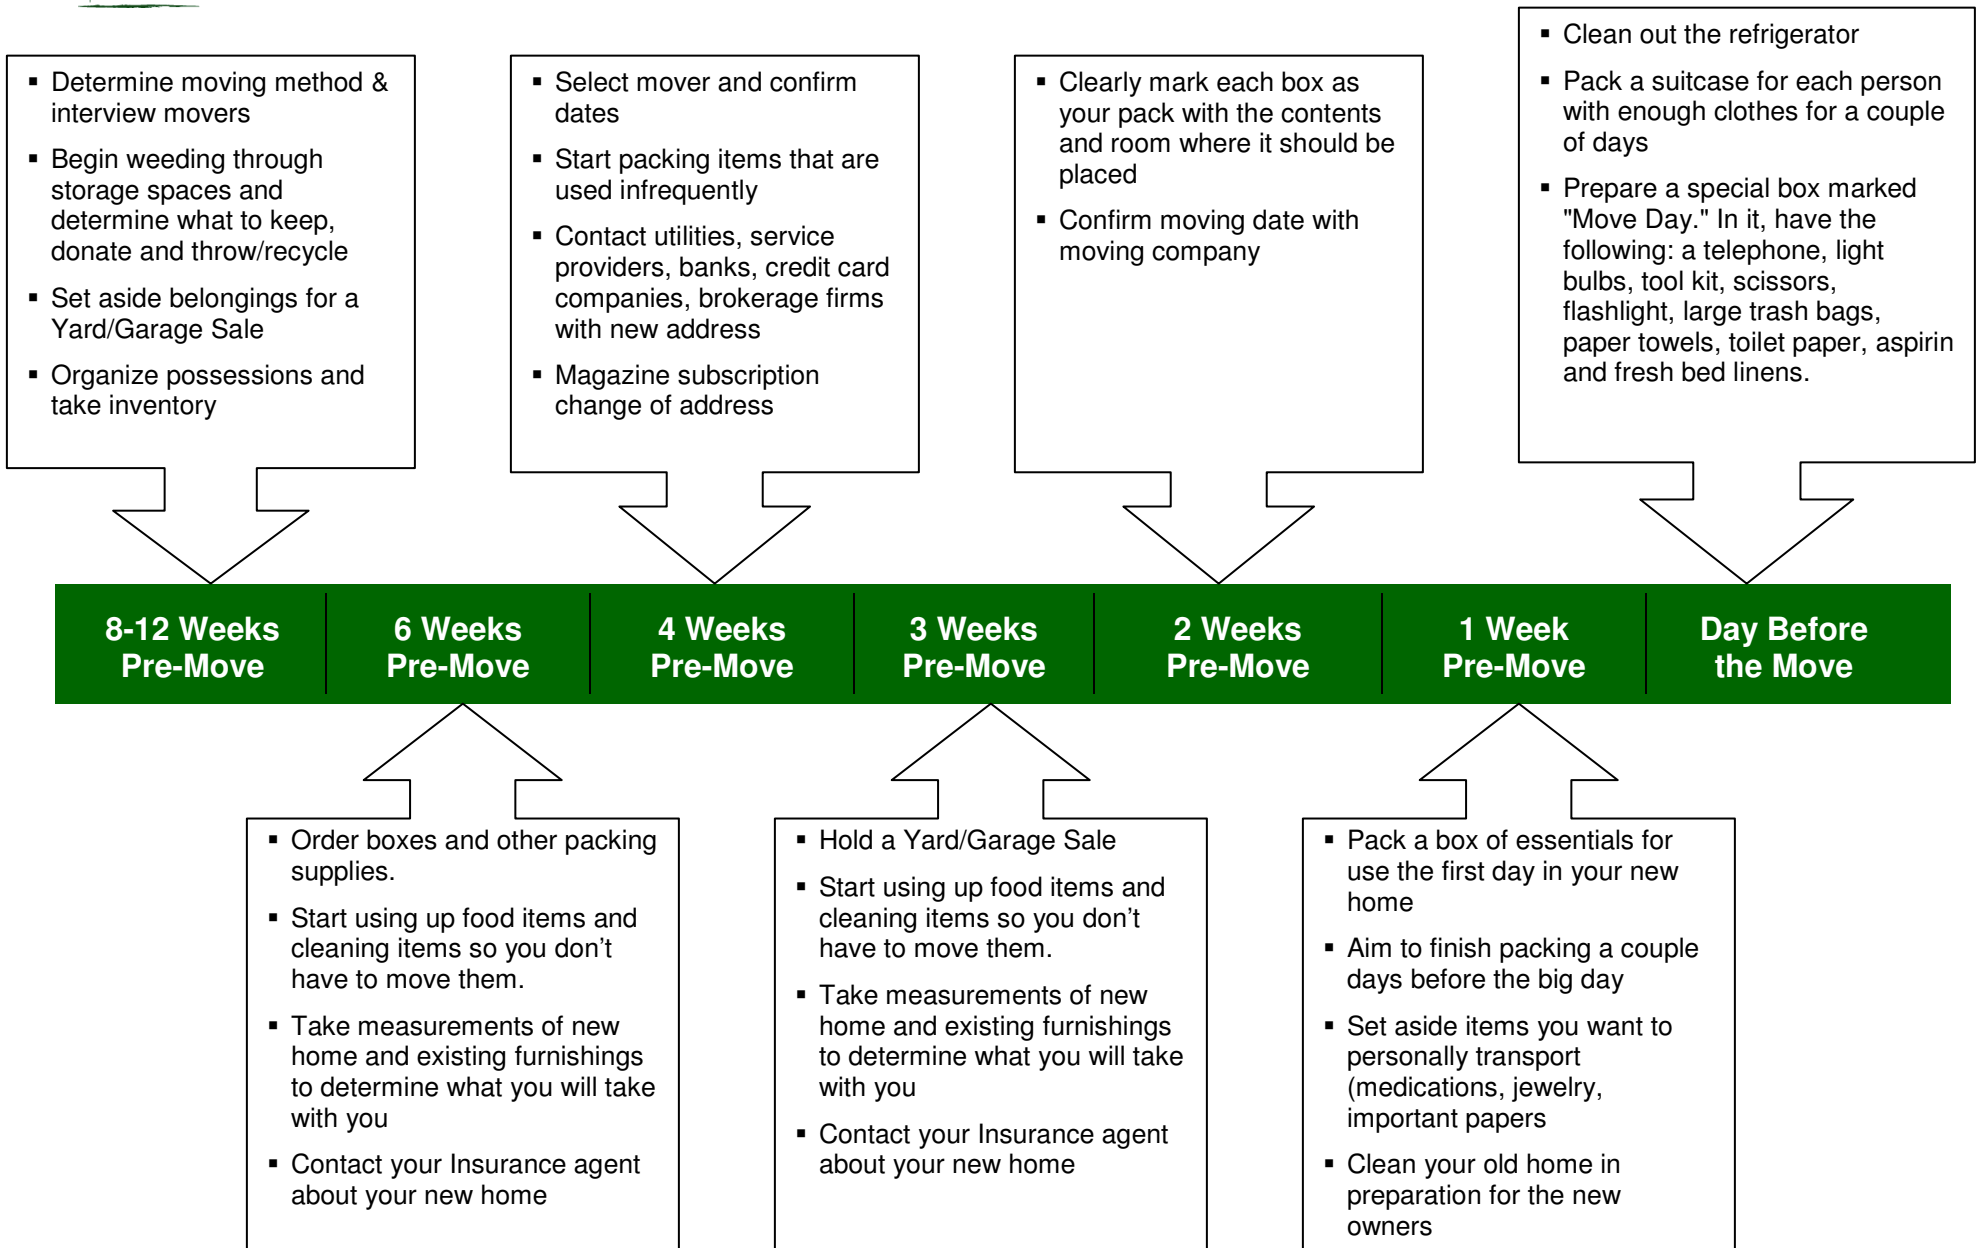 ▪ Determine moving method &
interview movers
▪ Begin weeding through
storage spaces and
determine what to keep,
donate and throw/recycle
▪ Set aside belongings for a
Yard/Garage Sale
▪ Organize possessions and
take inventory
▪ Select mover and confirm
dates
▪ Start packing items that are
used infrequently
▪ Contact utilities, service
providers, banks, credit card
companies, brokerage firms
with new address
▪ Magazine subscription
change of address
▪ Clearly mark each box as
your pack with the contents
and room where it should be
placed
▪ Confirm moving date with
moving company
▪ Clean out the refrigerator
▪ Pack a suitcase for each person
with enough clothes for a couple
of days
▪ Prepare a special box marked
"Move Day." In it, have the
following: a telephone, light
bulbs, tool kit, scissors,
flashlight, large trash bags,
paper towels, toilet paper, aspirin
and fresh bed linens.
8-12 Weeks
Pre-Move
6 Weeks
Pre-Move
4 Weeks
Pre-Move
3 Weeks
Pre-Move
2 Weeks
Pre-Move
1 Week
Pre-Move
Day Before
the Move
▪ Order boxes and other packing
supplies.
▪ Start using up food items and
cleaning items so you don’t
have to move them.
▪ Take measurements of new
home and existing furnishings
to determine what you will take
with you
▪ Contact your Insurance agent
about your new home
▪ Hold a Yard/Garage Sale
▪ Start using up food items and
cleaning items so you don’t
have to move them.
▪ Take measurements of new
home and existing furnishings
to determine what you will take
with you
▪ Contact your Insurance agent
about your new home
▪ Pack a box of essentials for
use the first day in your new
home
▪ Aim to finish packing a couple
days before the big day
▪ Set aside items you want to
personally transport
(medications, jewelry,
important papers
▪ Clean your old home in
preparation for the new
owners